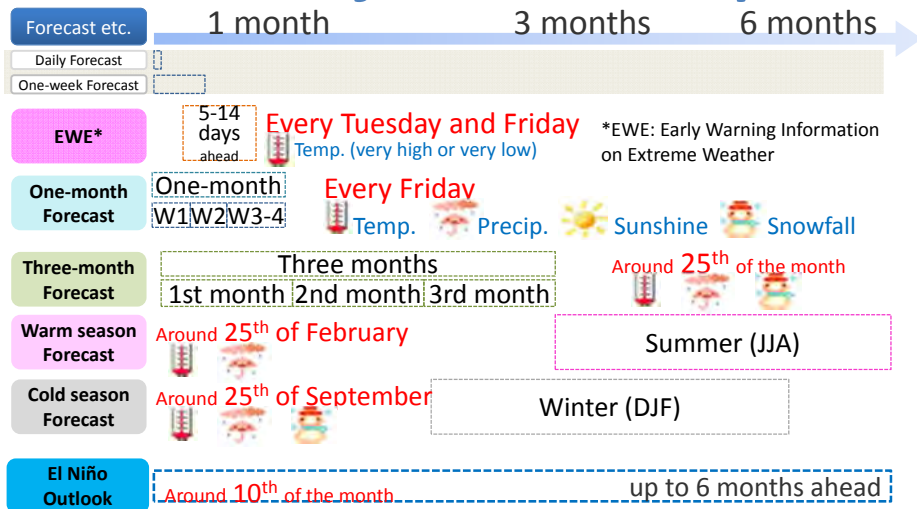 Forecast etc.
1 month
3 months
6 months
Daily Forecast
One-week Forecast
EWE*
5-14
days
ahead
Every Tuesday and Friday
Temp. (very high or very low)
*EWE: Early Warning Information
on Extreme Weather
One-month
Forecast
One-month
W1 W2 W3-4
Every Friday
Temp.
Precip.
Sunshine
Snowfall
Three-month
Forecast
Three months
1st month 2nd month 3rd month
Around 25th of the month
Warm season
Forecast
Around 25th of February
Summer (JJA)
Cold season
Forecast
Around 25th of September
Winter (DJF)
El Niño
Outlook
Around 10th of the month
up to 6 months ahead